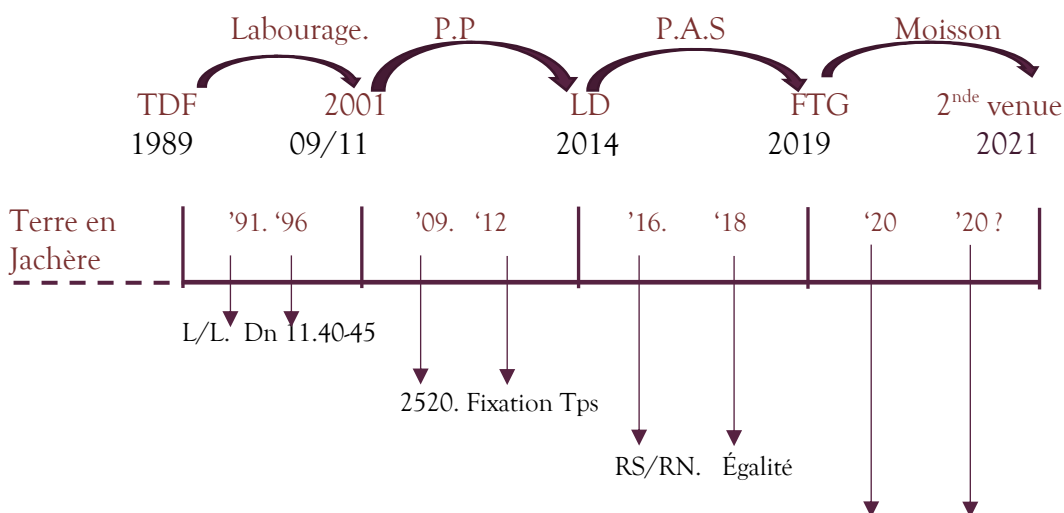 Labourage. P.P P.A.S Moisson
TDF 2001 LD FTG 2nde venue
1989 09/11 2014 2019 2021
Terre en Jachère
'91. ‘96 '09. ‘12 '16. ‘18 ‘20 ‘20 ?
L/L. Dn 11.40-45
2520. Fixation Tps
RS/RN. Égalité